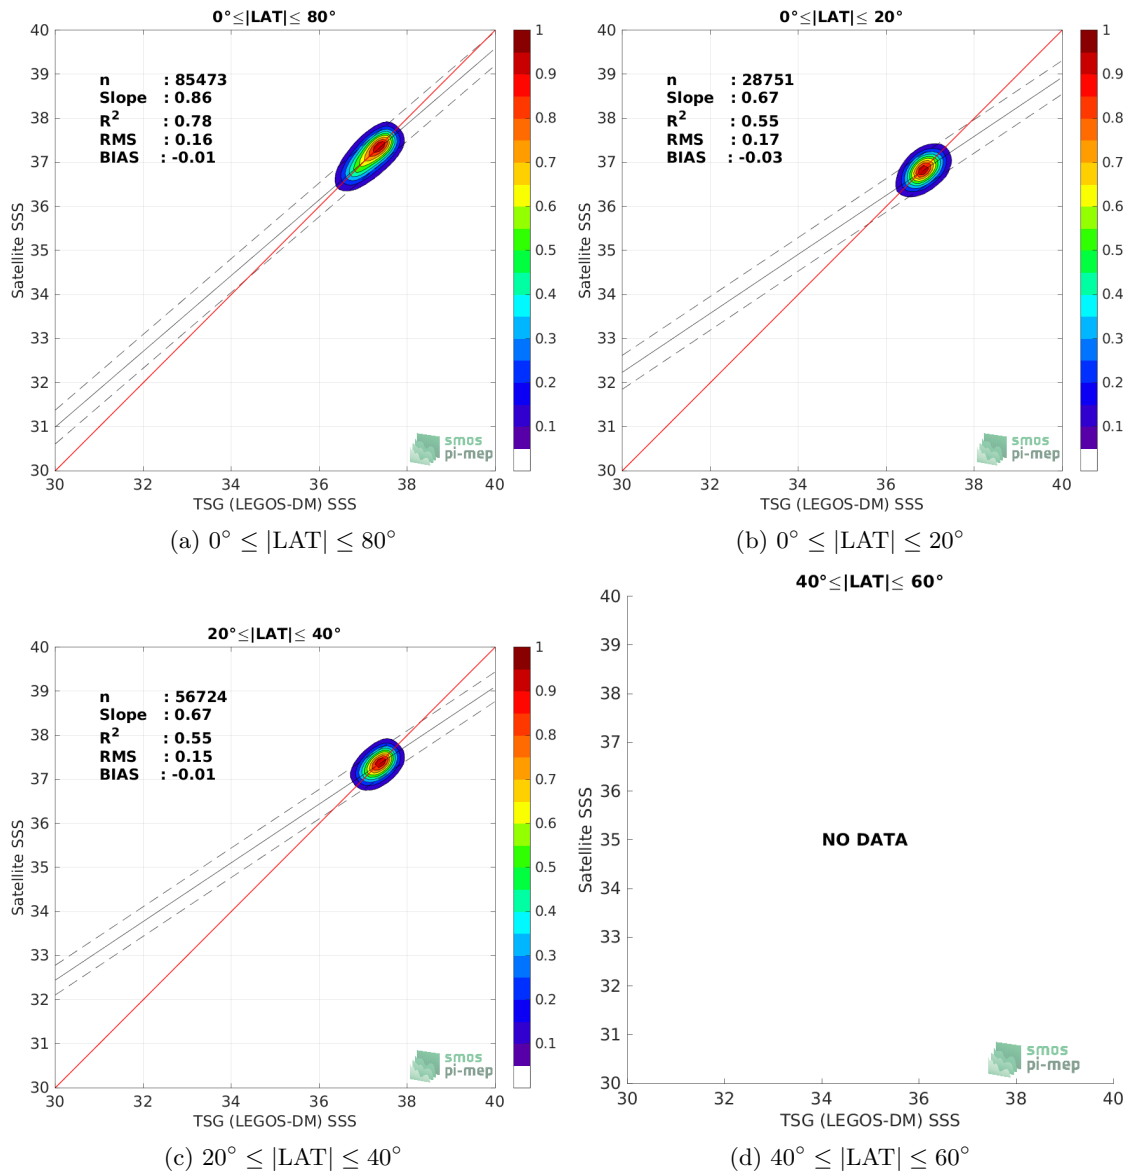 0°≤|LAT|≤ 80°
40
39
38
37
36
35
34
33
32
31
30
Satellite SSS
n : 85473
Slope : 0.86
R² : 0.78
RMS : 0.16
BIAS : -0.01
smos
pi-mep
30 32 34 36 38 40
TSG (LEGOS-DM) SSS
1
0.9
0.8
0.7
0.6
0.5
0.4
0.3
0.2
0.1
(a) 0° ≤ |LAT| ≤ 80°
0°≤|LAT|≤ 20°
40
39
38
37
36
35
34
33
32
31
30
Satellite SSS
n : 28751
Slope : 0.67
R² : 0.55
RMS : 0.17
BIAS : -0.03
smos
pi-mep
30 32 34 36 38 40
TSG (LEGOS-DM) SSS
1
0.9
0.8
0.7
0.6
0.5
0.4
0.3
0.2
0.1
(b) 0° ≤ |LAT| ≤ 20°
20°≤|LAT|≤ 40°
40
39
38
37
36
35
34
33
32
31
30
Satellite SSS
n : 56724
Slope : 0.67
R² : 0.55
RMS : 0.15
BIAS : -0.01
smos
pi-mep
30 32 34 36 38 40
TSG (LEGOS-DM) SSS
1
0.9
0.8
0.7
0.6
0.5
0.4
0.3
0.2
0.1
(c) 20° ≤ |LAT| ≤ 40°
40°≤|LAT|≤ 60°
40
39
38
37
36
35
34
33
32
31
30
Satellite SSS
NO DATA
smos
pi-mep
30 32 34 36 38 40
TSG (LEGOS-DM) SSS
(d) 40° ≤ |LAT| ≤ 60°